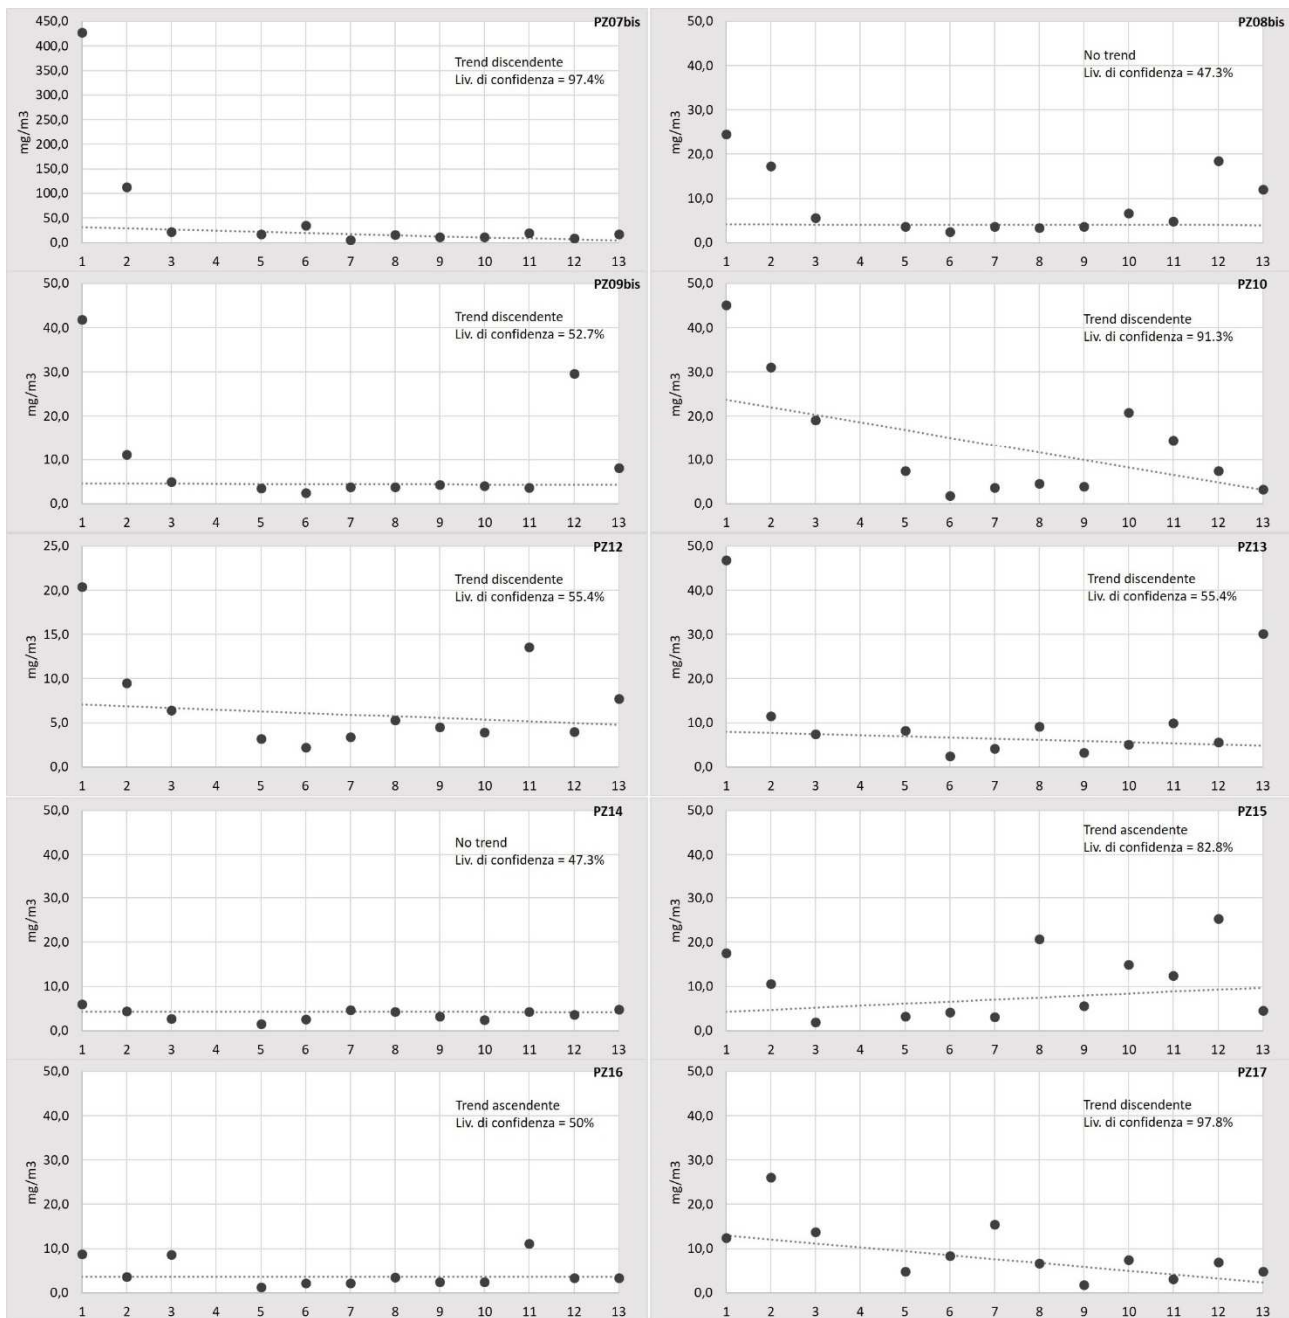 PZ07bis
Trend discendente
Liv. di confidenza = 97.4%
mg/m3
450,0
400,0
350,0
300,0
250,0
200,0
150,0
100,0
50,0
0,0
1 2 3 4 5 6 7 8 9 10 11 12 13
PZ08bis
No trend
Liv. di confidenza = 47.3%
mg/m3
50,0
40,0
30,0
20,0
10,0
0,0
1 2 3 4 5 6 7 8 9 10 11 12 13
PZ09bis
Trend discendente
Liv. di confidenza = 52.7%
mg/m3
50,0
40,0
30,0
20,0
10,0
0,0
1 2 3 4 5 6 7 8 9 10 11 12 13
PZ10
Trend discendente
Liv. di confidenza = 91.3%
mg/m3
50,0
40,0
30,0
20,0
10,0
0,0
1 2 3 4 5 6 7 8 9 10 11 12 13
PZ12
Trend discendente
Liv. di confidenza = 55.4%
mg/m3
25,0
20,0
15,0
10,0
5,0
0,0
1 2 3 4 5 6 7 8 9 10 11 12 13
PZ13
Trend discendente
Liv. di confidenza = 55.4%
mg/m3
50,0
40,0
30,0
20,0
10,0
0,0
1 2 3 4 5 6 7 8 9 10 11 12 13
PZ14
No trend
Liv. di confidenza = 47.3%
mg/m3
50,0
40,0
30,0
20,0
10,0
0,0
1 2 3 4 5 6 7 8 9 10 11 12 13
PZ15
Trend ascendente
Liv. di confidenza = 82.8%
mg/m3
50,0
40,0
30,0
20,0
10,0
0,0
1 2 3 4 5 6 7 8 9 10 11 12 13
PZ16
Trend ascendente
Liv. di confidenza = 50%
mg/m3
50,0
40,0
30,0
20,0
10,0
0,0
1 2 3 4 5 6 7 8 9 10 11 12 13
PZ17
Trend discendente
Liv. di confidenza = 97.8%
mg/m3
50,0
40,0
30,0
20,0
10,0
0,0
1 2 3 4 5 6 7 8 9 10 11 12 13